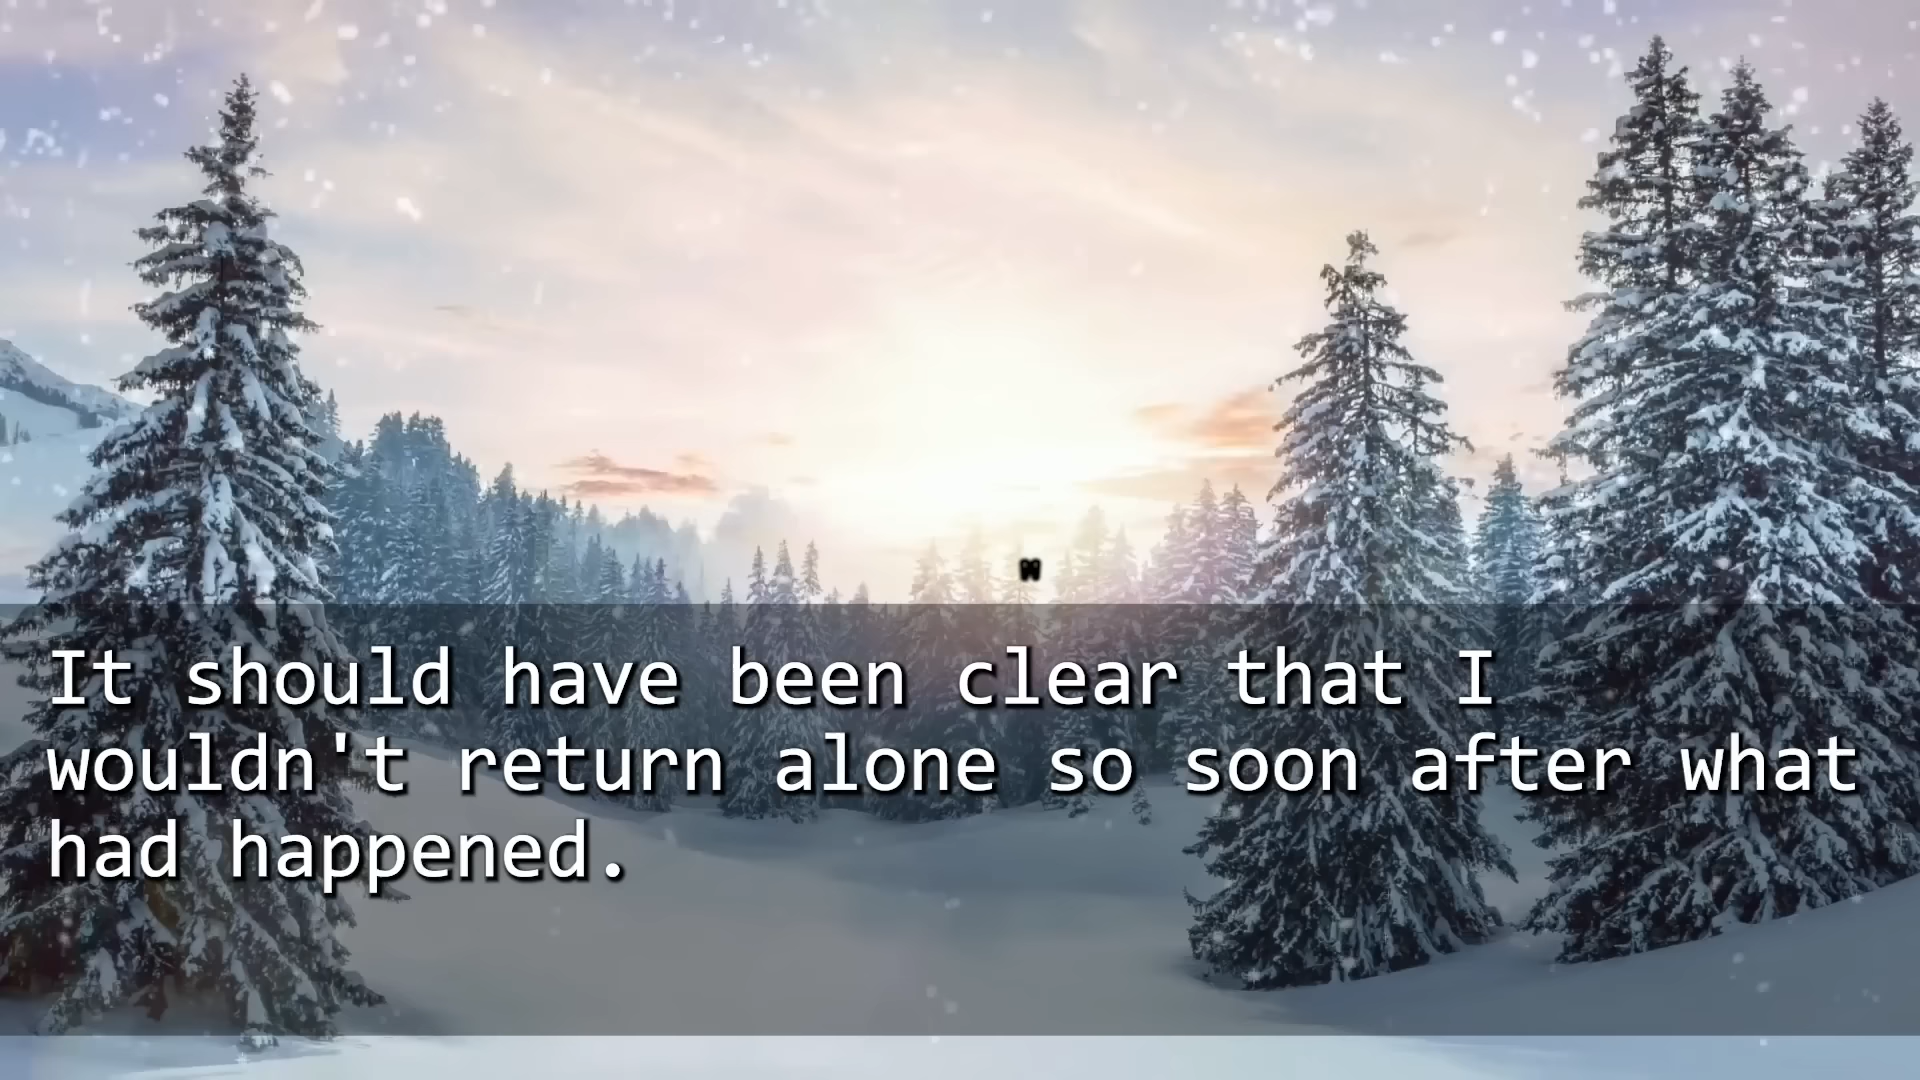 It should have been clear that I
wouldn't return alone so soon after what
had happened.